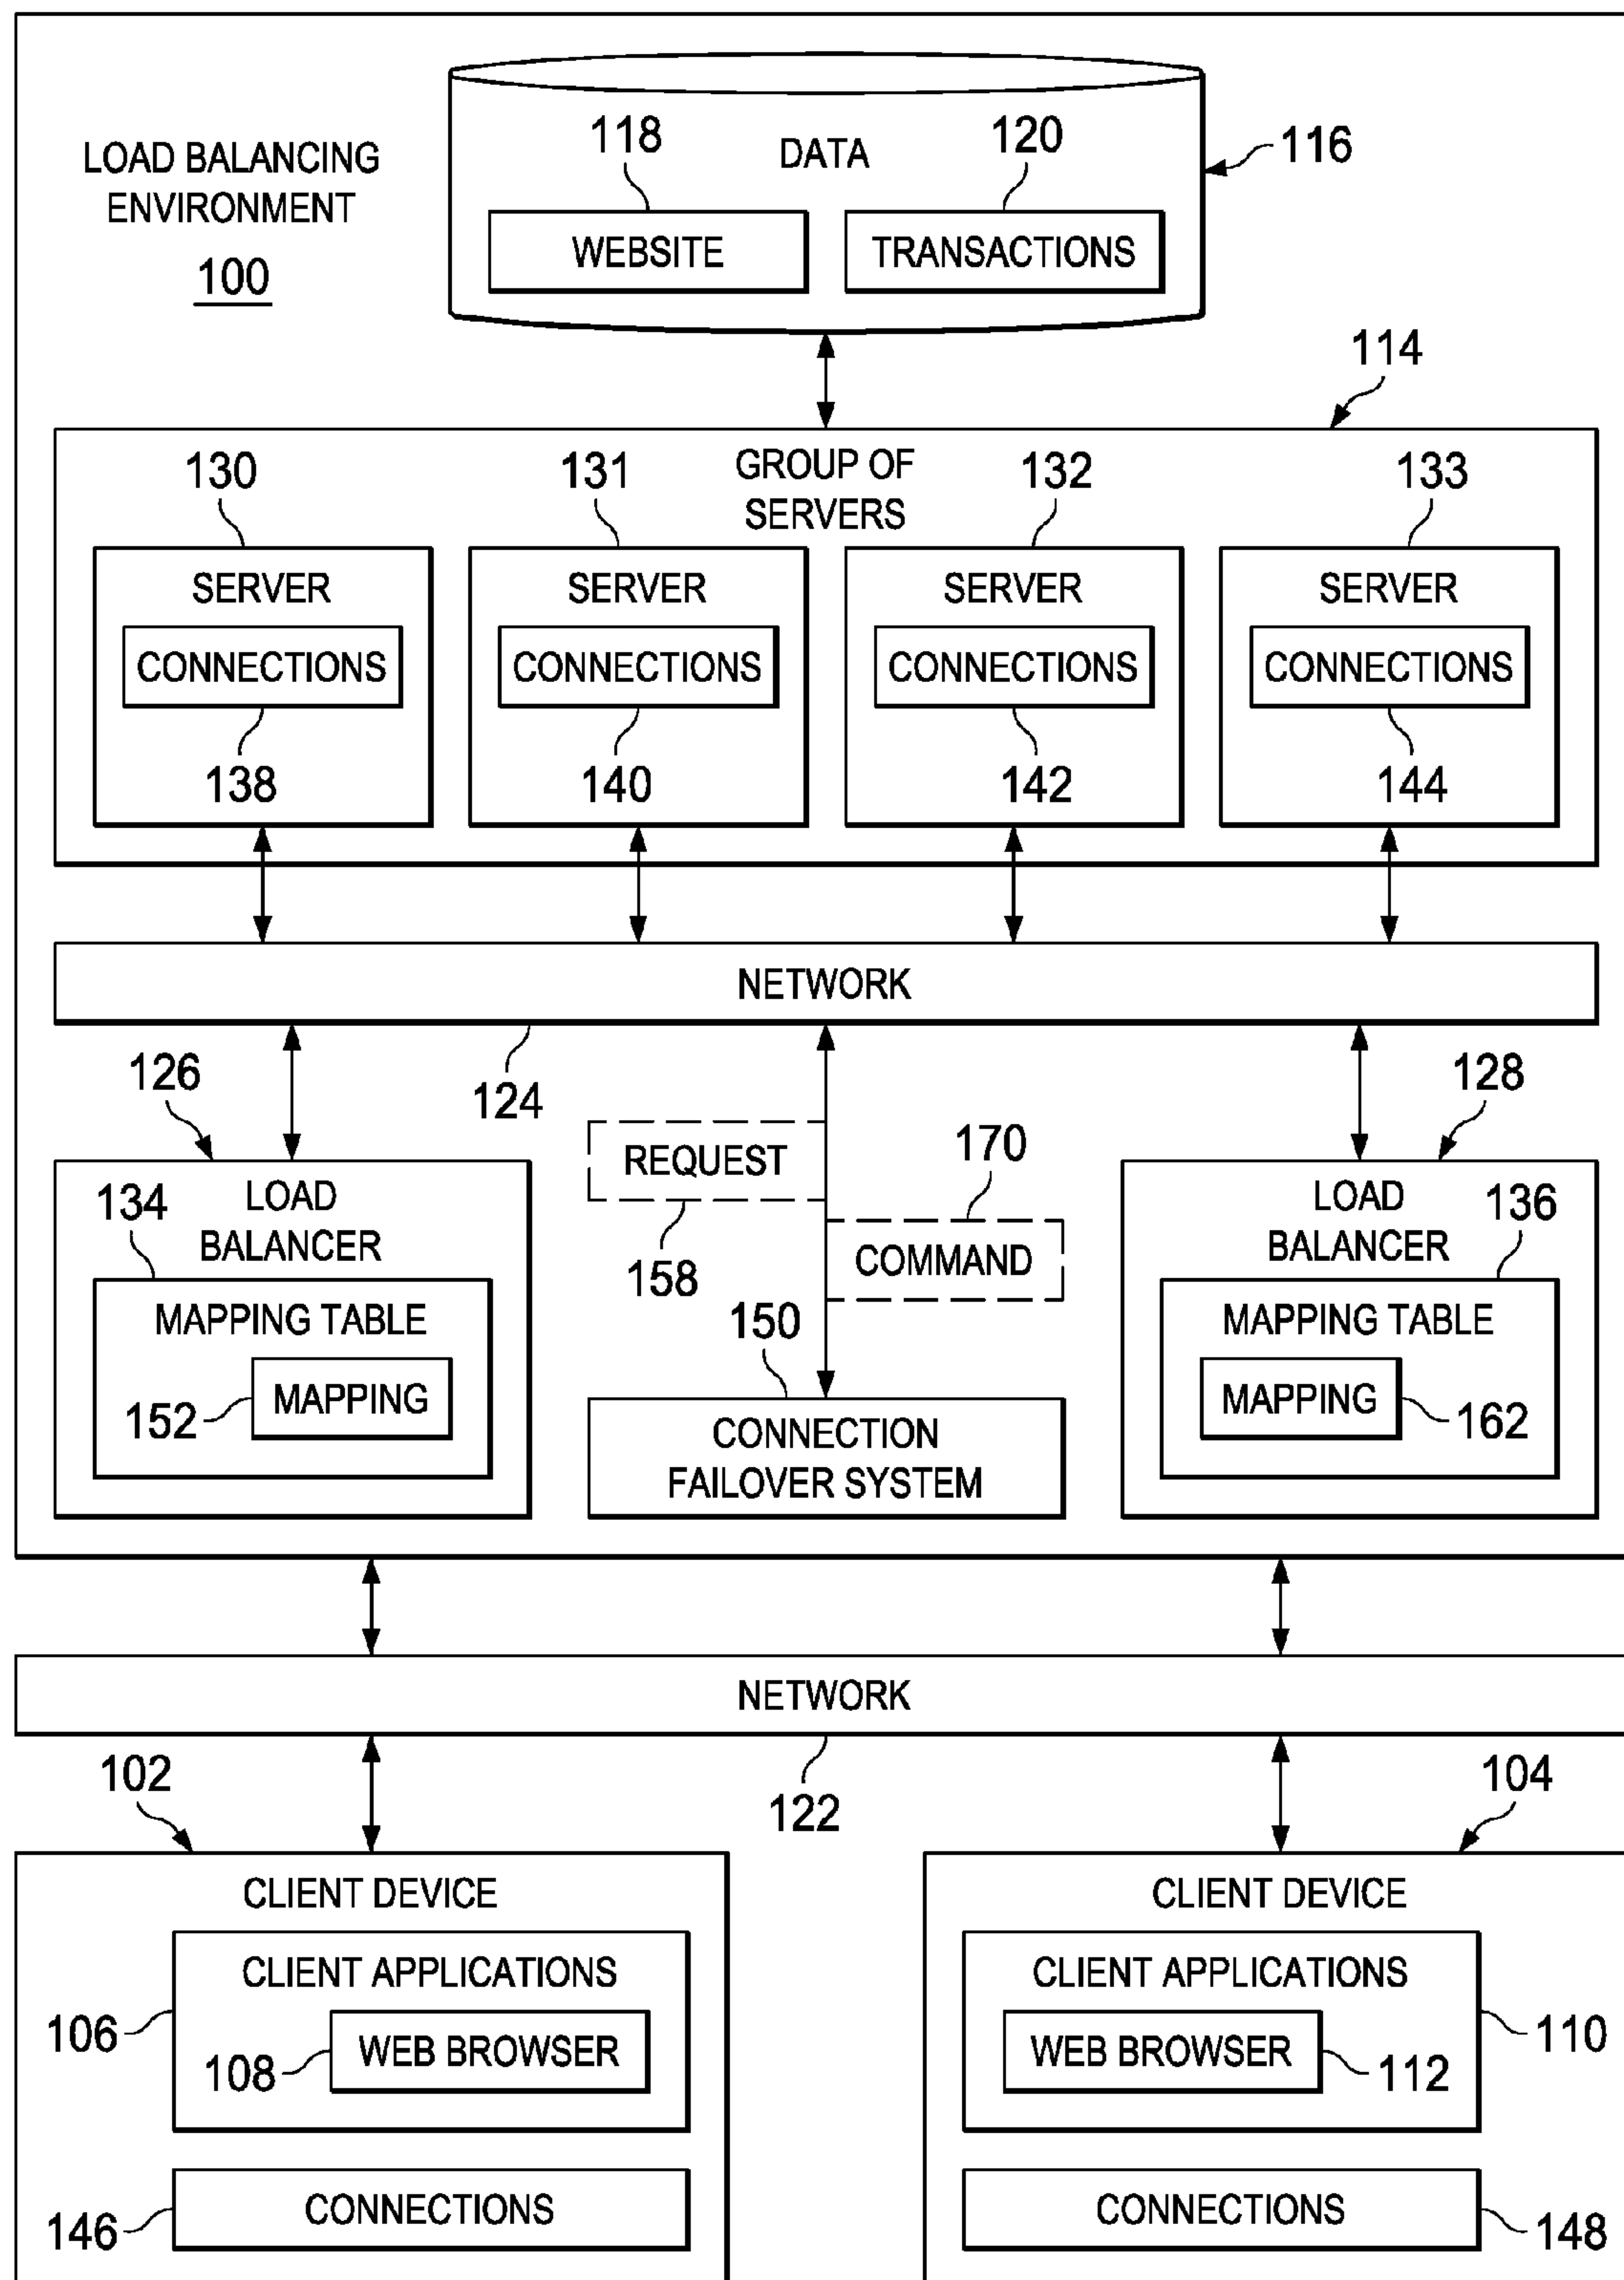 LOAD BALANCING
ENVIRONMENT
100
118
DATA
120
116
WEBSITE
TRANSACTIONS
114
130
131
GROUP OF
SERVERS
132
133
SERVER
SERVER
SERVER
SERVER
CONNECTIONS
CONNECTIONS
CONNECTIONS
CONNECTIONS
138
140
142
144
NETWORK
126
124
128
REQUEST
170
158
COMMAND
134
LOAD
BALANCER
LOAD
BALANCER
136
MAPPING TABLE
150
MAPPING TABLE
152
MAPPING
CONNECTION
FAILOVER SYSTEM
MAPPING
162
NETWORK
102
122
104
CLIENT DEVICE
CLIENT DEVICE
CLIENT APPLICATIONS
CLIENT APPLICATIONS
106
108
WEB BROWSER
WEB BROWSER
112
110
146
CONNECTIONS
CONNECTIONS
148